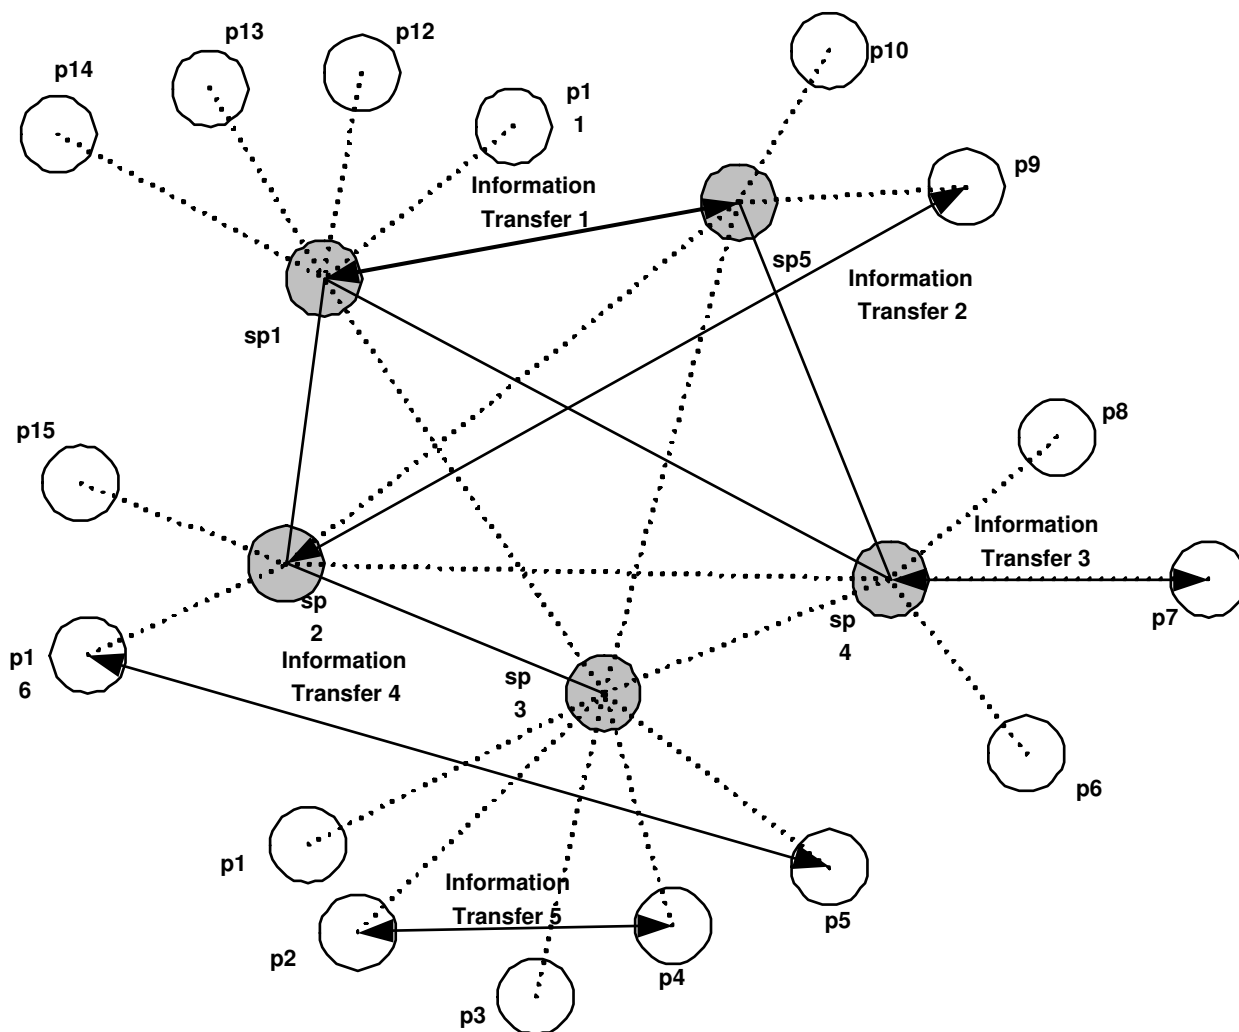 p13
p12
p10
p14
p1
1
p9
Information
Transfer 1
sp5
Information
Transfer 2
sp1
p8
p15
Information
Transfer 3
sp
2
sp
4
p7
p1
6
Information
Transfer 4
sp
3
p6
p1
Information
Transfer 5
p5
p2
p4
p3